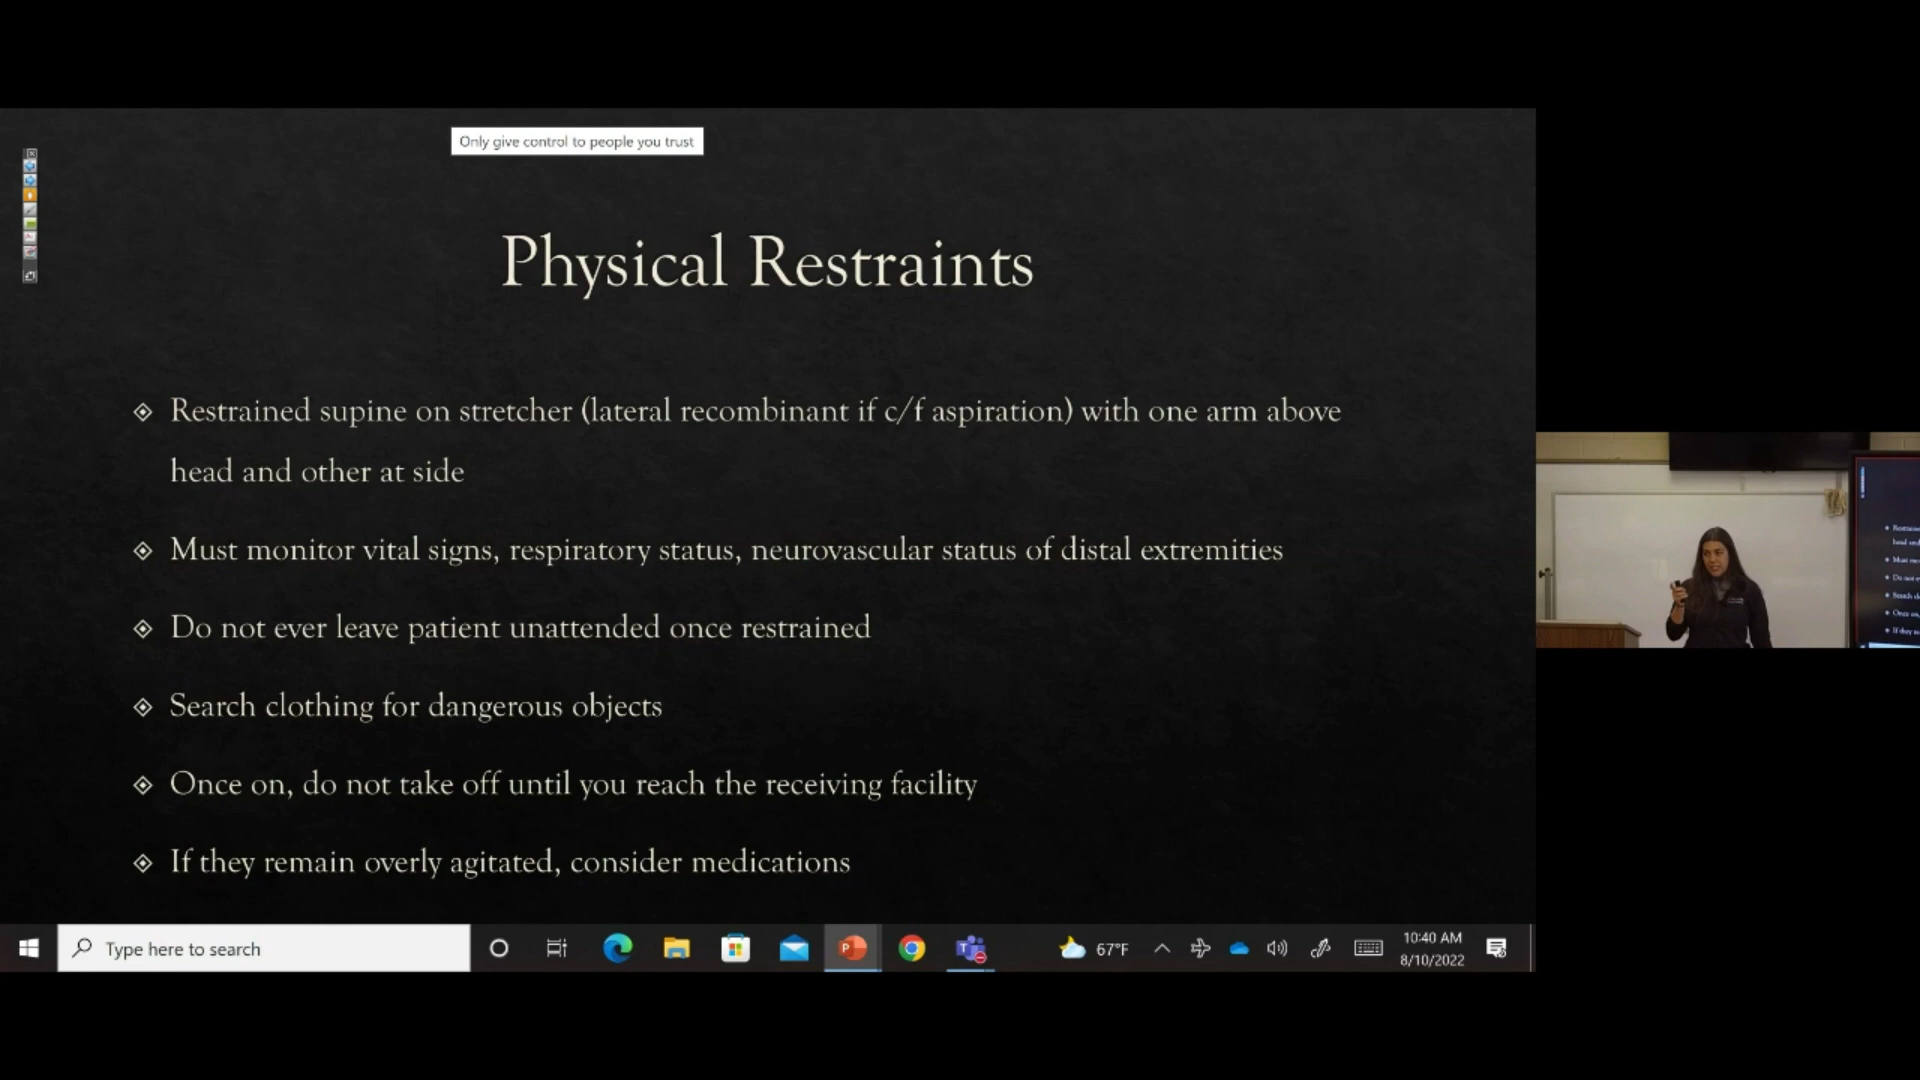 Only give control to people you trust
Physical Restraints
Restrained supine on stretcher (lateral recombinant if c/f aspiration) with one arm above
head and other at side
Must monitor vital signs, respiratory status, neurovascular status of distal extremities
Do not ever leave patient unattended once restrained
Search clothing for dangerous objects
Once on, do not take off until you reach the receiving facility
If they remain overly agitated, consider medications
Type here to search
67°F
10:40 AM
8/10/2022